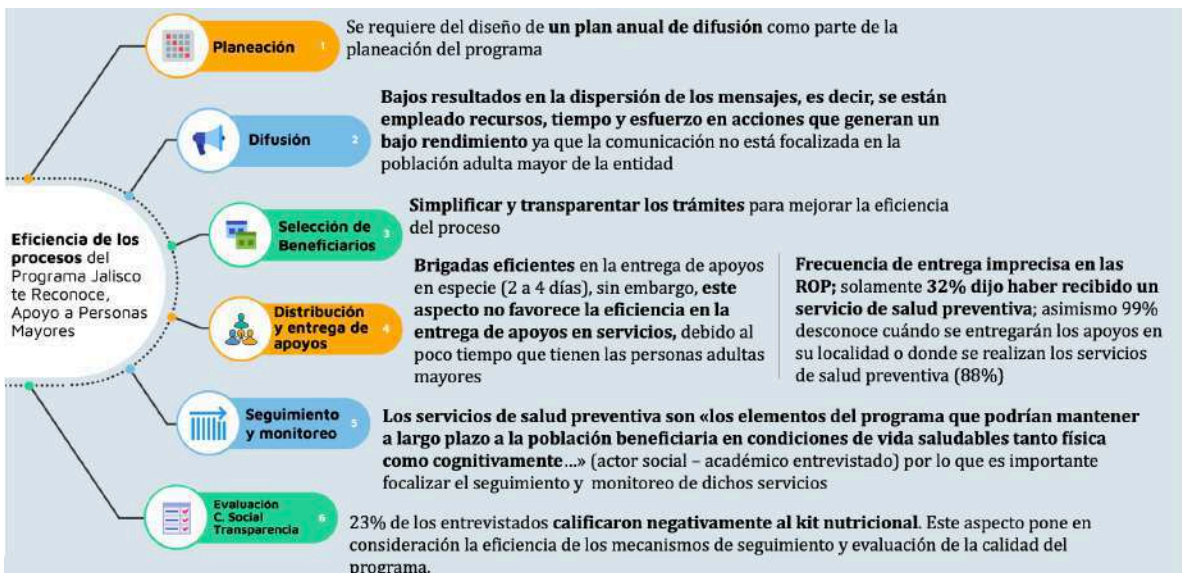 Eficiencia de los
procesos del
Programa Jalisco
te Reconoce,
Apoyo a Personas
Mayores
Planeación 1
Se requiere del diseño de un plan anual de difusión como parte de la
planeación del programa
Difusión 2
Bajos resultados en la dispersión de los mensajes, es decir, se están
empleado recursos, tiempo y esfuerzo en acciones que generan un
bajo rendimiento ya que la comunicación no está focalizada en la
población adulta mayor de la entidad
Selección de
Beneficiarios 3
Simplificar y transparentar los trámites para mejorar la eficiencia
del proceso
Distribución
y entrega de 4
apoyos
Brigadas eficientes en la entrega de apoyos
en especie (2 a 4 días), sin embargo, este
aspecto no favorece la eficiencia en la
entrega de apoyos en servicios, debido al
poco tiempo que tienen las personas adultas
mayores
Frecuencia de entrega imprecisa en las
ROP; solamente 32% dijo haber recibido un
servicio de salud preventiva; asimismo 99%
desconoce cuándo se entregarán los apoyos en
su localidad o donde se realizan los servicios
de salud preventiva (88%)
Seguimiento
y monitoreo 5
Los servicios de salud preventiva son «los elementos del programa que podrían mantener
a largo plazo a la población beneficiaria en condiciones de vida saludables tanto física
como cognitivamente...» (actor social – académico entrevistado) por lo que es importante
focalizar el seguimiento y monitoreo de dichos servicios
Evaluación
C. Social 6
Transparencia
23% de los entrevistados calificaron negativamente al kit nutricional. Este aspecto pone en
consideración la eficiencia de los mecanismos de seguimiento y evaluación de la calidad del
programa.